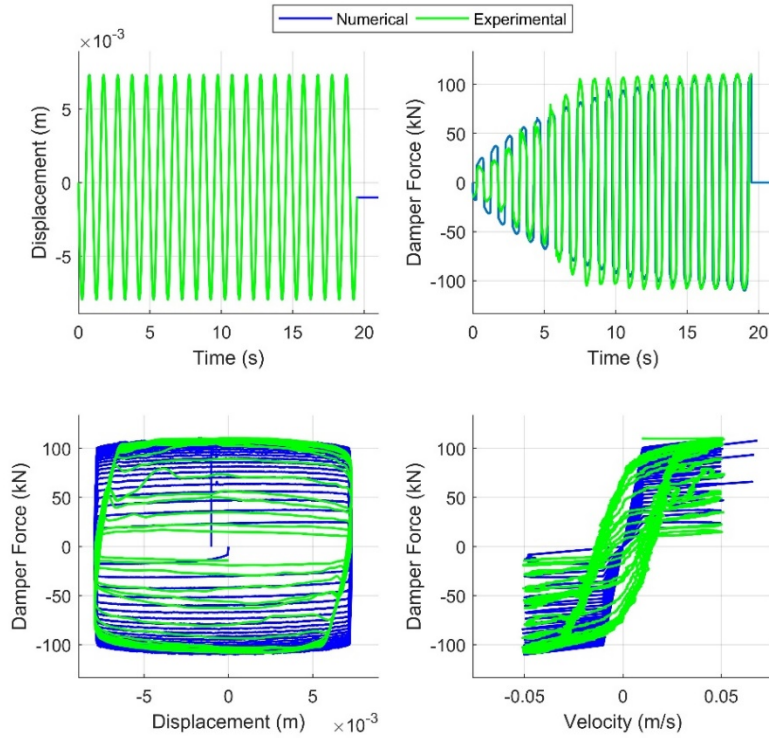 Numerical Experimental
×10⁻³
5
0
-5
Displacement (m)
0 5 10 15 20
Time (s)
100
50
0
-50
-100
Damper Force (kN)
0 5 10 15 20
Time (s)
100
50
0
-50
-100
Damper Force (kN)
-5 0 5
Displacement (m) ×10⁻³
100
50
0
-50
-100
Damper Force (kN)
-0.05 0 0.05
Velocity (m/s)